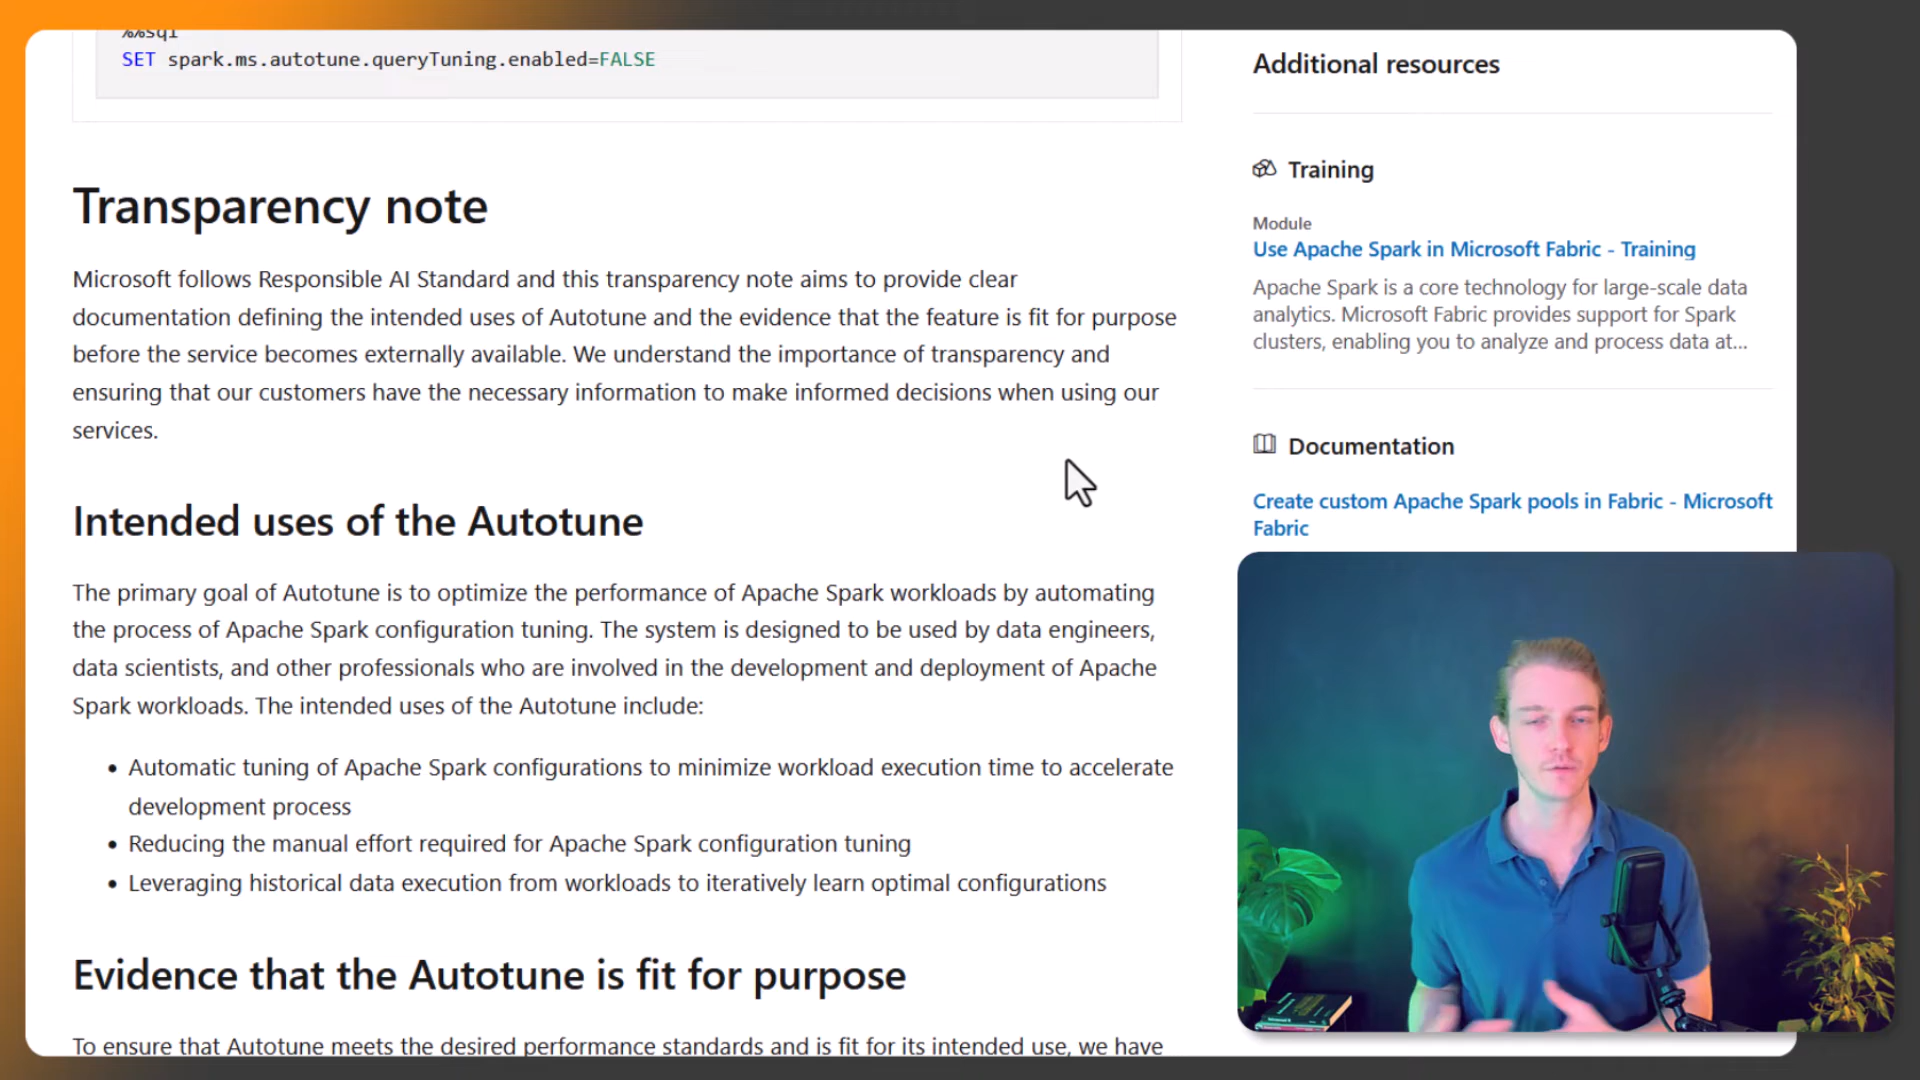 %%sql
SET spark.ms.autotune.queryTuning.enabled=FALSE
Transparency note
Microsoft follows Responsible AI Standard and this transparency note aims to provide clear
documentation defining the intended uses of Autotune and the evidence that the feature is fit for purpose
before the service becomes externally available. We understand the importance of transparency and
ensuring that our customers have the necessary information to make informed decisions when using our
services.
Intended uses of the Autotune
The primary goal of Autotune is to optimize the performance of Apache Spark workloads by automating
the process of Apache Spark configuration tuning. The system is designed to be used by data engineers,
data scientists, and other professionals who are involved in the development and deployment of Apache
Spark workloads. The intended uses of the Autotune include:
• Automatic tuning of Apache Spark configurations to minimize workload execution time to accelerate
development process
• Reducing the manual effort required for Apache Spark configuration tuning
• Leveraging historical data execution from workloads to iteratively learn optimal configurations
Evidence that the Autotune is fit for purpose
To ensure that Autotune meets the desired performance standards and is fit for its intended use, we have
Additional resources
Training
Module
Use Apache Spark in Microsoft Fabric - Training
Apache Spark is a core technology for large-scale data
analytics. Microsoft Fabric provides support for Spark
clusters, enabling you to analyze and process data at...
Documentation
Create custom Apache Spark pools in Fabric - Microsoft
Fabric